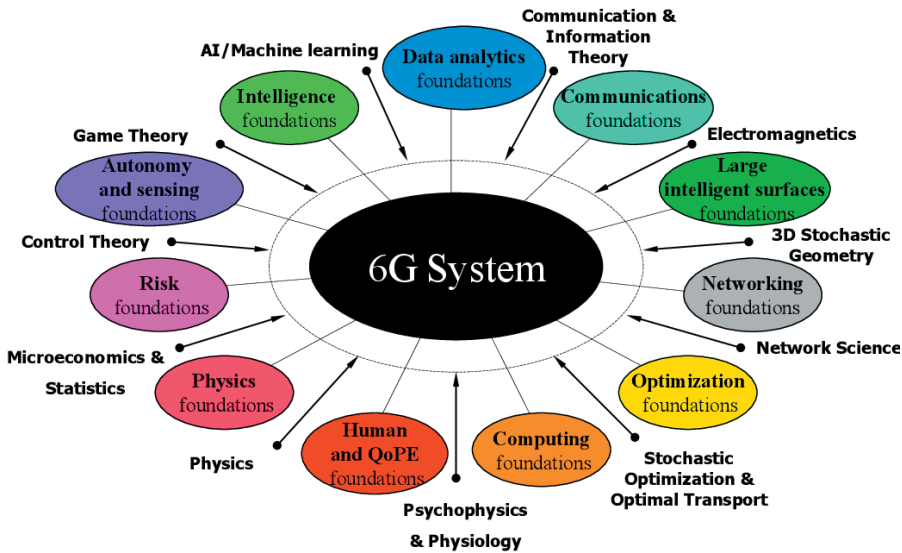 Communication &
Information
Theory
AI/Machine learning
Data analytics
foundations
Intelligence
foundations
Communications
foundations
Game Theory
Electromagnetics
Autonomy
and sensing
foundations
Large
intelligent surfaces
foundations
Control Theory
3D Stochastic
Geometry
6G System
Risk
foundations
Networking
foundations
Microeconomics &
Statistics
Network Science
Physics
foundations
Optimization
foundations
Human
and QoPE
foundations
Computing
foundations
Physics
Stochastic
Optimization &
Optimal Transport
Psychophysics
& Physiology